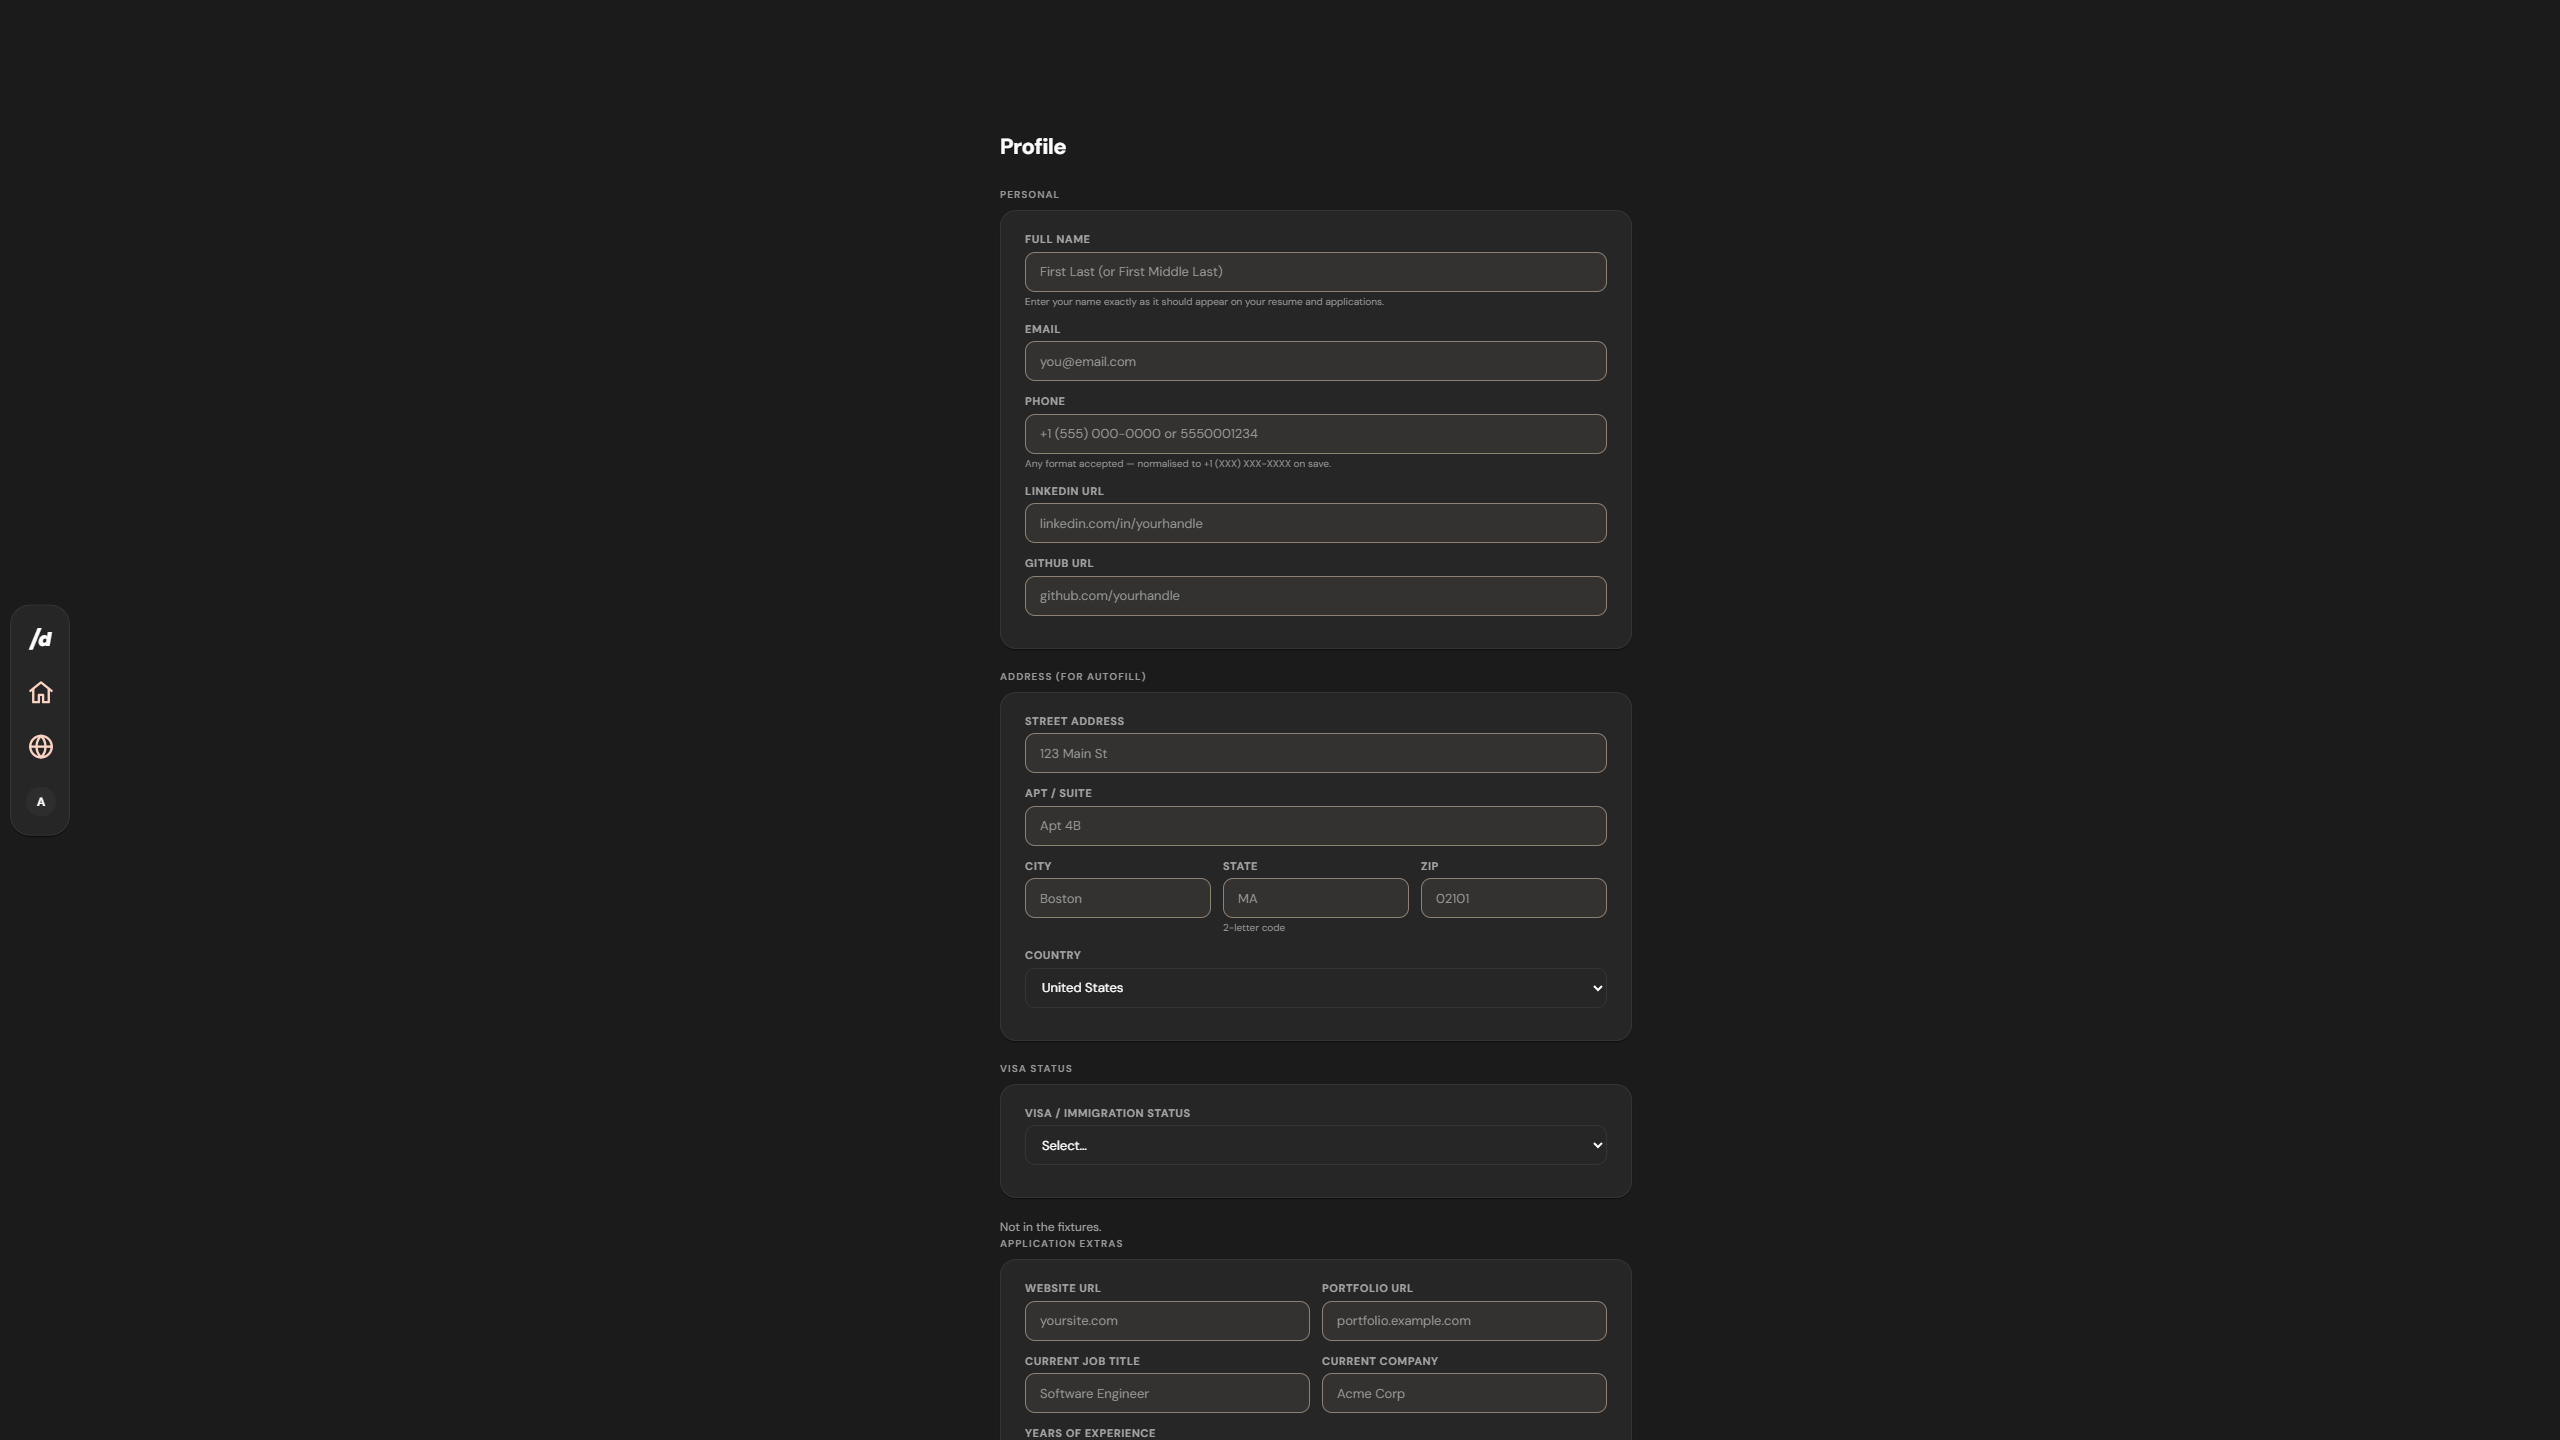 Profile
PERSONAL
FULL NAME
First Last (or First Middle Last)
Enter your name exactly as it should appear on your resume and applications.
EMAIL
you@email.com
PHONE
+1 (555) 000-0000 or 5550001234
Any format accepted — normalised to +1 (XXX) XXX-XXXX on save.
LINKEDIN URL
linkedin.com/in/yourhandle
GITHUB URL
github.com/yourhandle
/d
A
ADDRESS (FOR AUTOFILL)
STREET ADDRESS
123 Main St
APT / SUITE
Apt 4B
CITY STATE ZIP
Boston MA 02101
2-letter code
COUNTRY
United States
VISA STATUS
VISA / IMMIGRATION STATUS
Select...
Not in the fixtures.
APPLICATION EXTRAS
WEBSITE URL PORTFOLIO URL
yoursite.com portfolio.example.com
CURRENT JOB TITLE CURRENT COMPANY
Software Engineer Acme Corp
YEARS OF EXPERIENCE